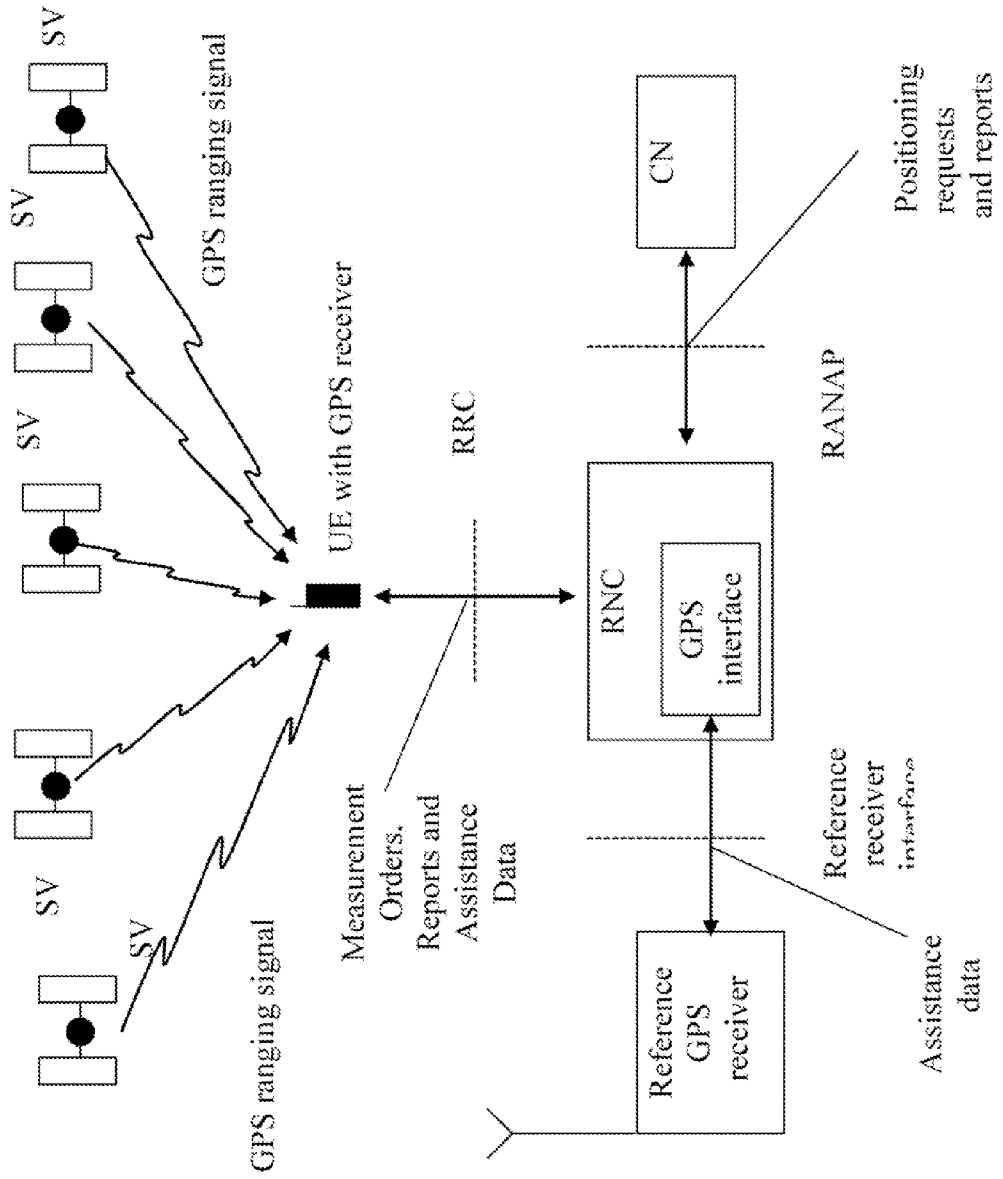 SV
SV
SV
SV
SV
GPS ranging signal
GPS ranging signal
UE with GPS receiver
RRC
Measurement
Orders.
Reports and
Assistance
Data
RNC
GPS
interface
CN
Reference
GPS
receiver
Reference
receiver
interface
RANAP
Assistance
data
Positioning
requests
and reports